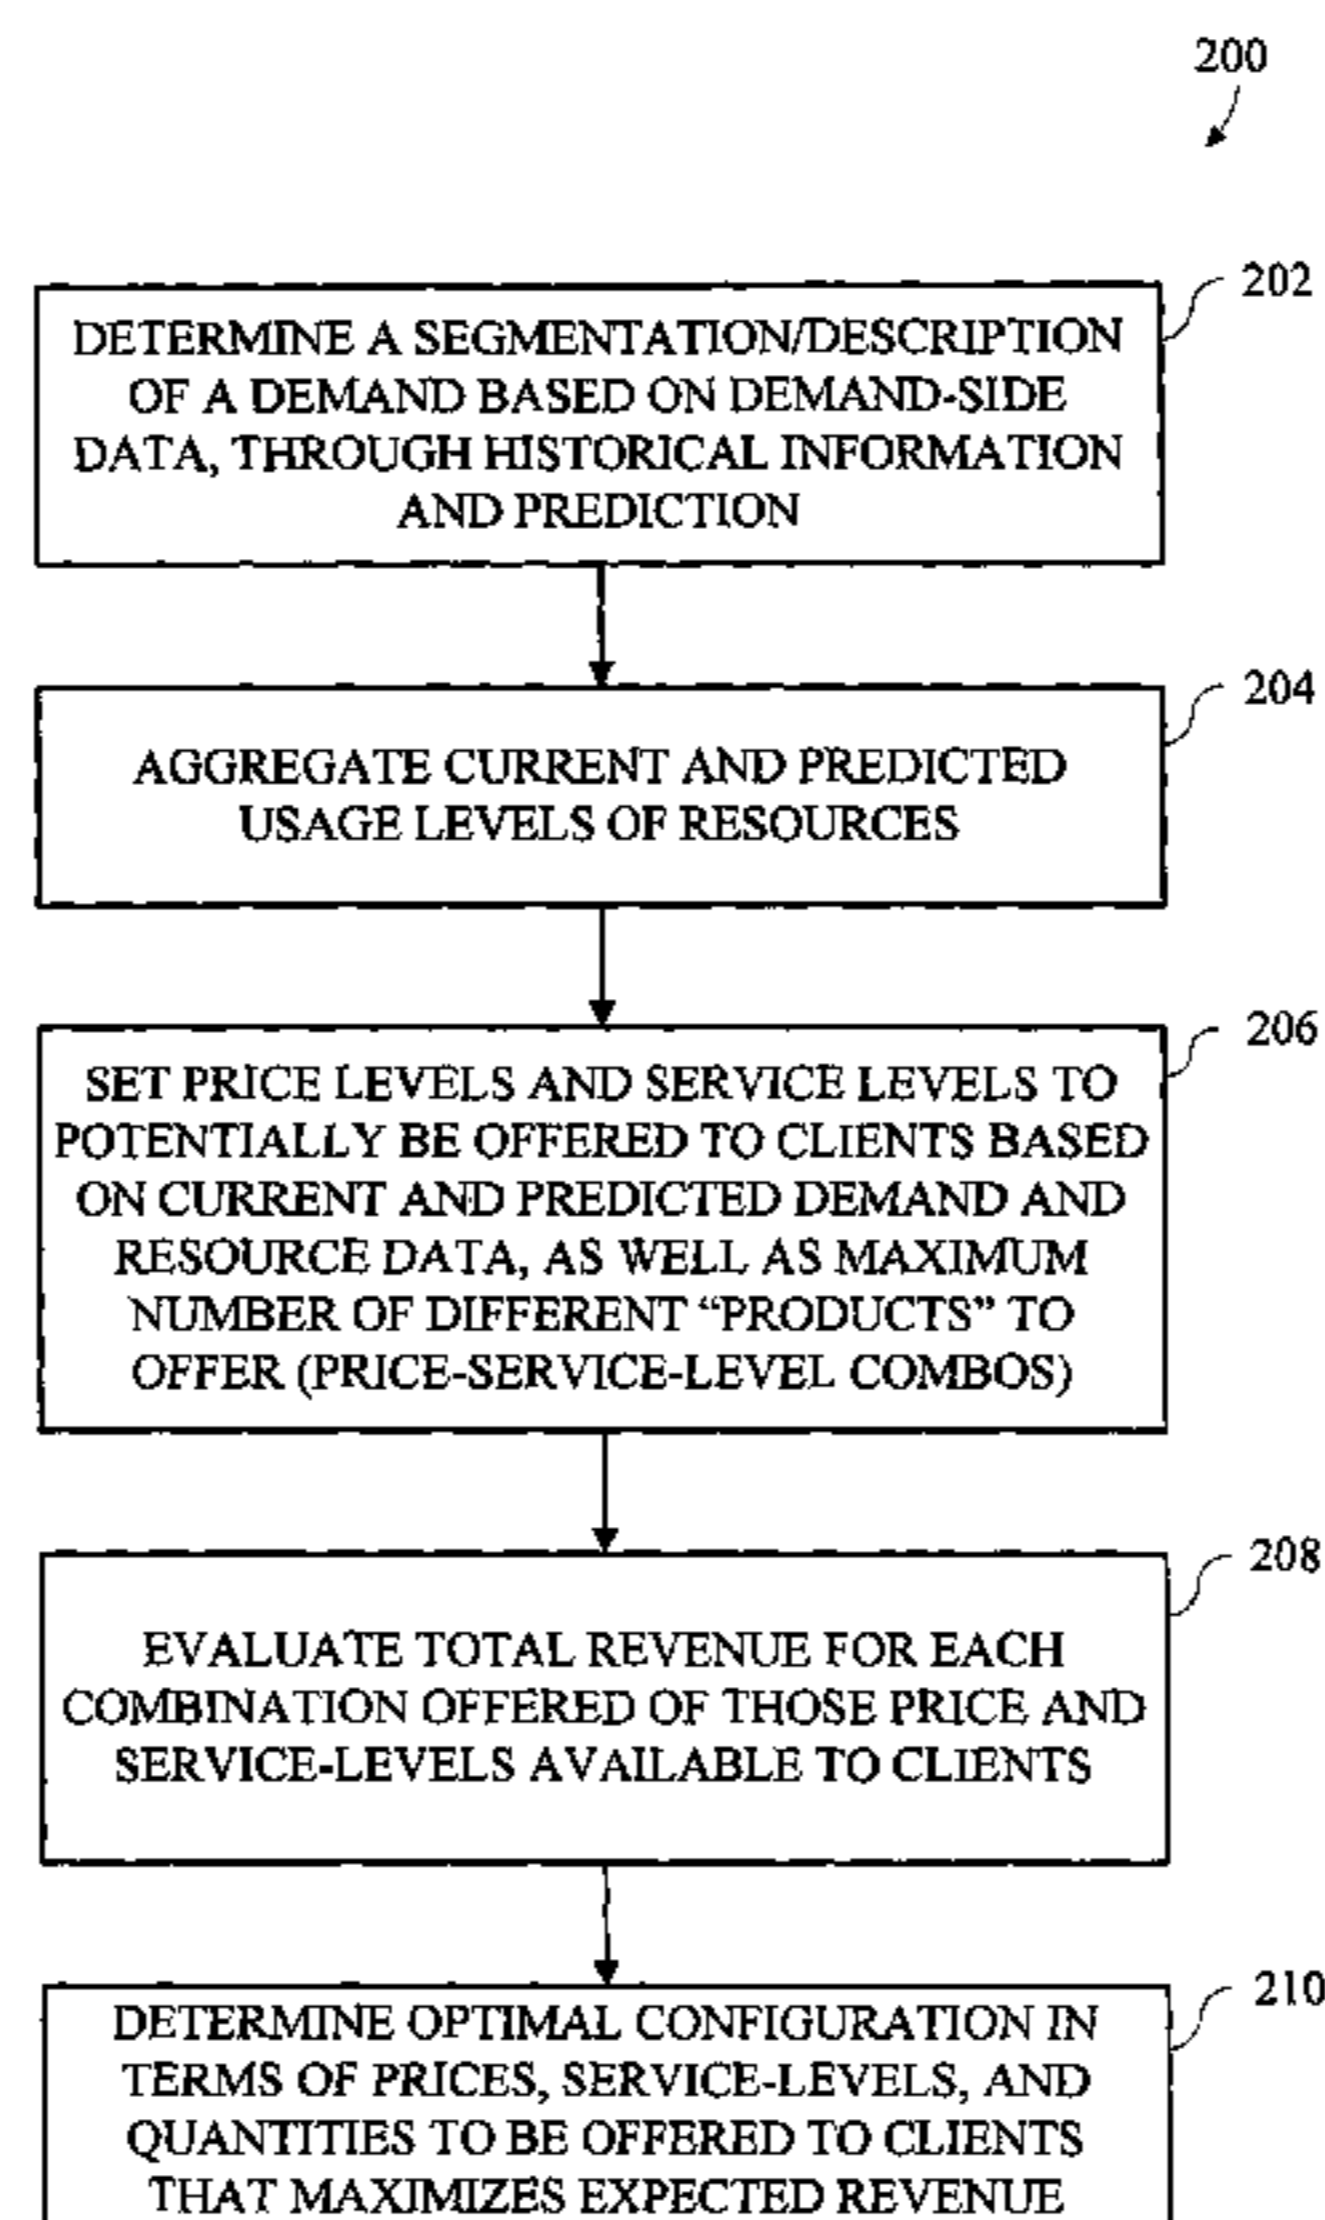 200
202
DETERMINE A SEGMENTATION/DESCRIPTION
OF A DEMAND BASED ON DEMAND-SIDE
DATA, THROUGH HISTORICAL INFORMATION
AND PREDICTION
204
AGGREGATE CURRENT AND PREDICTED
USAGE LEVELS OF RESOURCES
206
SET PRICE LEVELS AND SERVICE LEVELS TO
POTENTIALLY BE OFFERED TO CLIENTS BASED
ON CURRENT AND PREDICTED DEMAND AND
RESOURCE DATA, AS WELL AS MAXIMUM
NUMBER OF DIFFERENT “PRODUCTS” TO
OFFER (PRICE-SERVICE-LEVEL COMBOS)
208
EVALUATE TOTAL REVENUE FOR EACH
COMBINATION OFFERED OF THOSE PRICE AND
SERVICE-LEVELS AVAILABLE TO CLIENTS
210
DETERMINE OPTIMAL CONFIGURATION IN
TERMS OF PRICES, SERVICE-LEVELS, AND
QUANTITIES TO BE OFFERED TO CLIENTS
THAT MAXIMIZES EXPECTED REVENUE